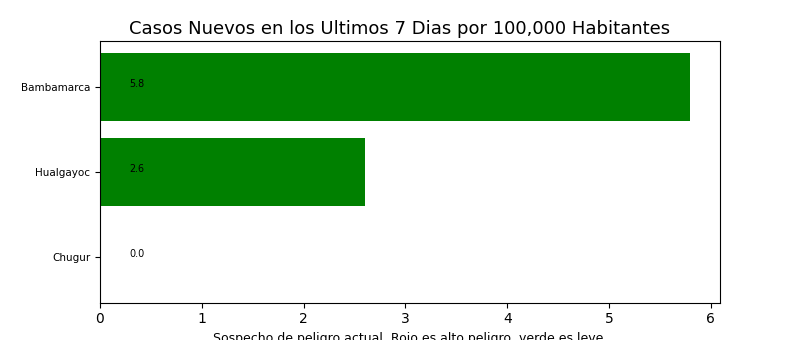 Casos Nuevos en los Ultimos 7 Dias por 100,000 Habitantes
Bambamarca
5.8
Hualgayoc
2.6
Chugur
0.0
0 1 2 3 4 5 6
Sospecho de peligro actual. Rojo es alto peligro, verde es leve